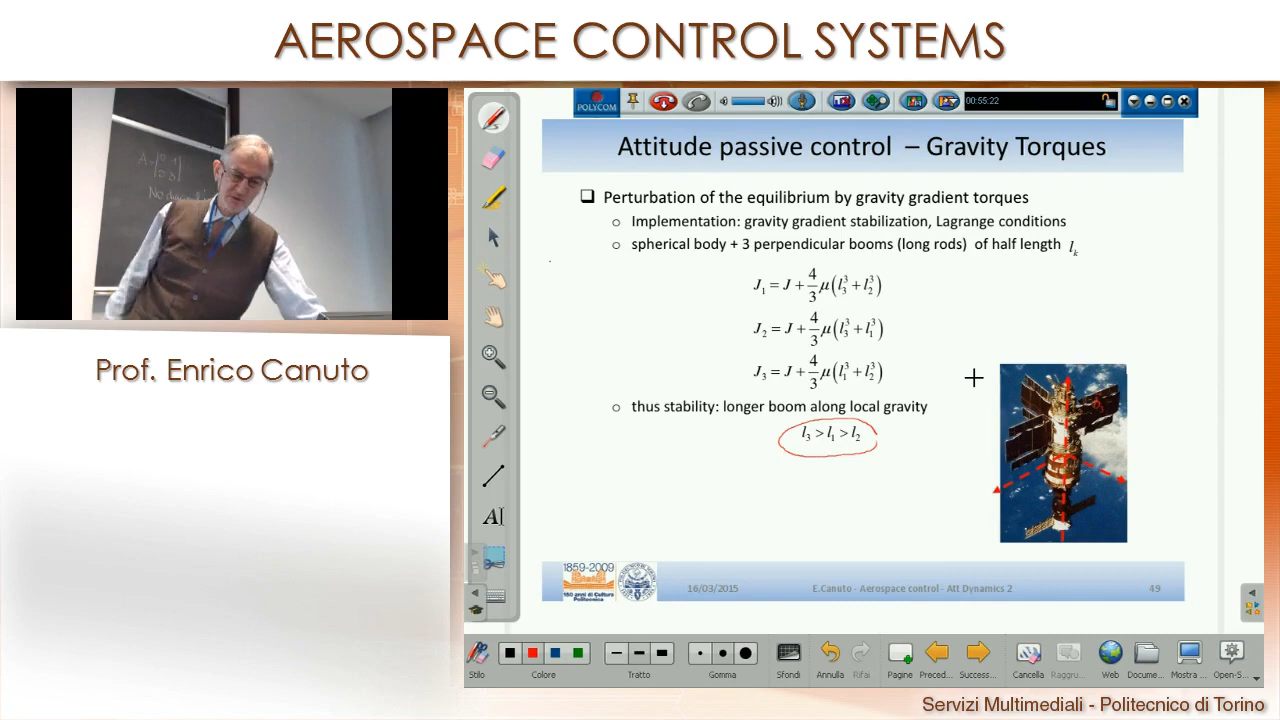 AEROSPACE CONTROL SYSTEMS
POLYCOM
00:55:22
Attitude passive control – Gravity Torques
❑ Perturbation of the equilibrium by gravity gradient torques
o Implementation: gravity gradient stabilization, Lagrange conditions
o spherical body + 3 perpendicular booms (long rods) of half length l_k
J_1 = J + 4/3 μ(l_3^3 + l_2^3)
J_2 = J + 4/3 μ(l_3^3 + l_1^3)
J_3 = J + 4/3 μ(l_1^3 + l_2^3)
o thus stability: longer boom along local gravity
l_3 > l_1 > l_2
Prof. Enrico Canuto
AI
1859-2009
150 anni di Cultura
Politecnica
16/03/2015
E.Canuto - Aerospace control - Att Dynamics 2
49
Stilo
Colore
Tratto
Gomma
Sfondi
Annulla
Rifai
Pagine
Preced...
Success...
Cancella
Raggru...
Web
Docume...
Mostra ...
Open-S...
Servizi Multimediali - Politecnico di Torino